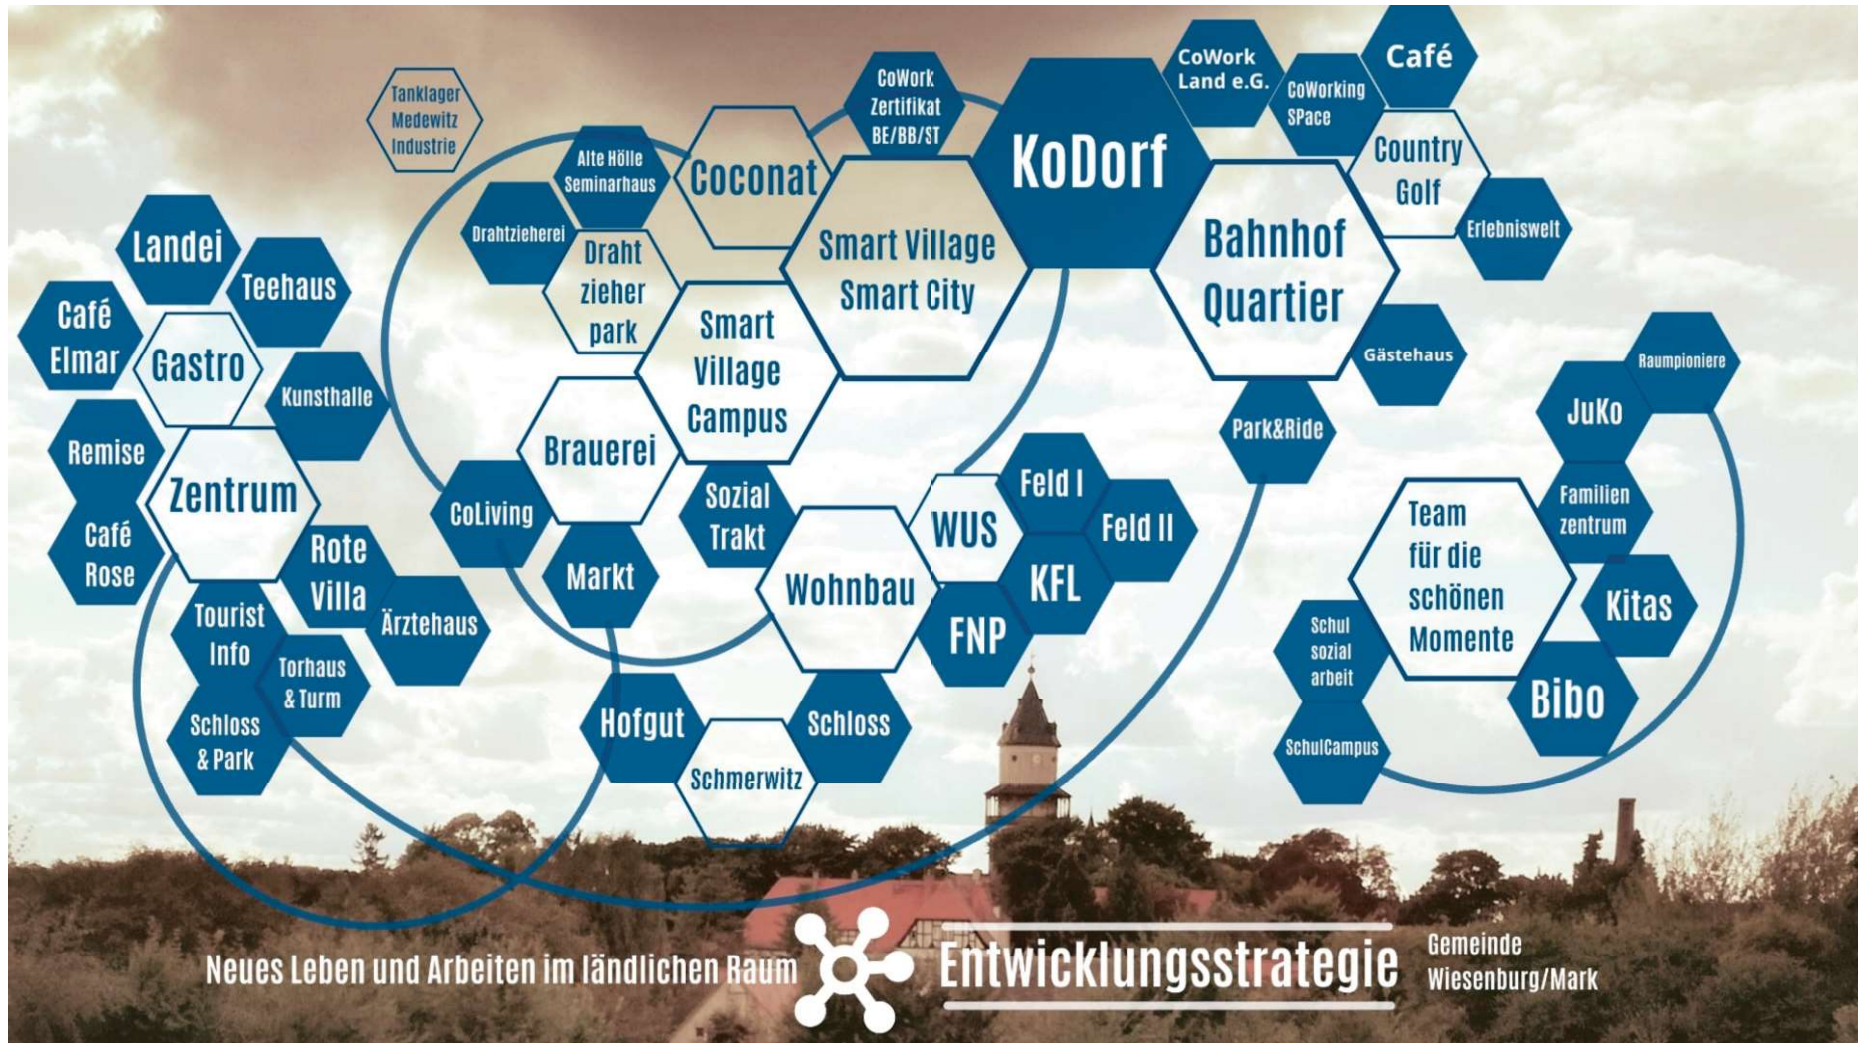 Tanklager
Medewitz
Industrie
Alte Hölle
Seminarhaus
Drahtzieherei
Draht
zieher
park
Coconat
CoWork
Zertifikat
BE/BB/ST
KoDorf
CoWork
Land e.G.
CoWorking
SPace
Café
Country
Golf
Erlebniswelt
Smart Village
Smart City
Bahnhof
Quartier
Gästehaus
Park&Ride
Landei
Teehaus
Café
Elmar
Gastro
Kunsthalle
Remise
Zentrum
Café
Rose
Rote
Villa
Ärztehaus
Tourist
Info
Torhaus
& Turm
Schloss
& Park
Smart
Village
Campus
Brauerei
CoLiving
Markt
Sozial
Trakt
Wohnbau
WUS
Feld I
Feld II
KFL
FNP
Hofgut
Schmerwitz
Schloss
Raumpioniere
JuKo
Familien
zentrum
Team
für die
schönen
Momente
Kitas
Bibo
Schul
sozial
arbeit
SchulCampus
Neues Leben und Arbeiten im ländlichen Raum
Entwicklungsstrategie
Gemeinde
Wiesenburg/Mark